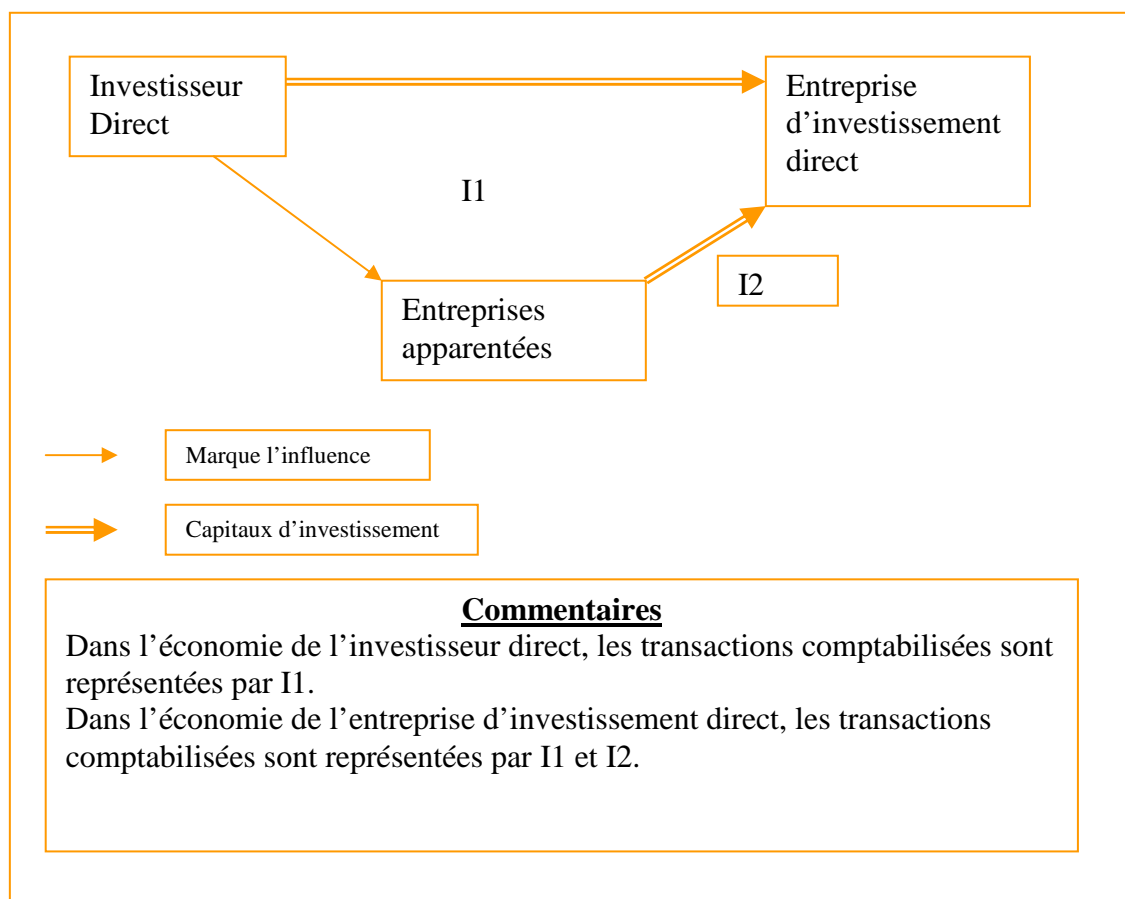 Investisseur
Direct
Entreprise
d’investissement
direct
I1
I2
Entreprises
apparentées
Marque l’influence
Capitaux d’investissement
Commentaires
Dans l’économie de l’investisseur direct, les transactions comptabilisées sont
représentées par I1.
Dans l’économie de l’entreprise d’investissement direct, les transactions
comptabilisées sont représentées par I1 et I2.